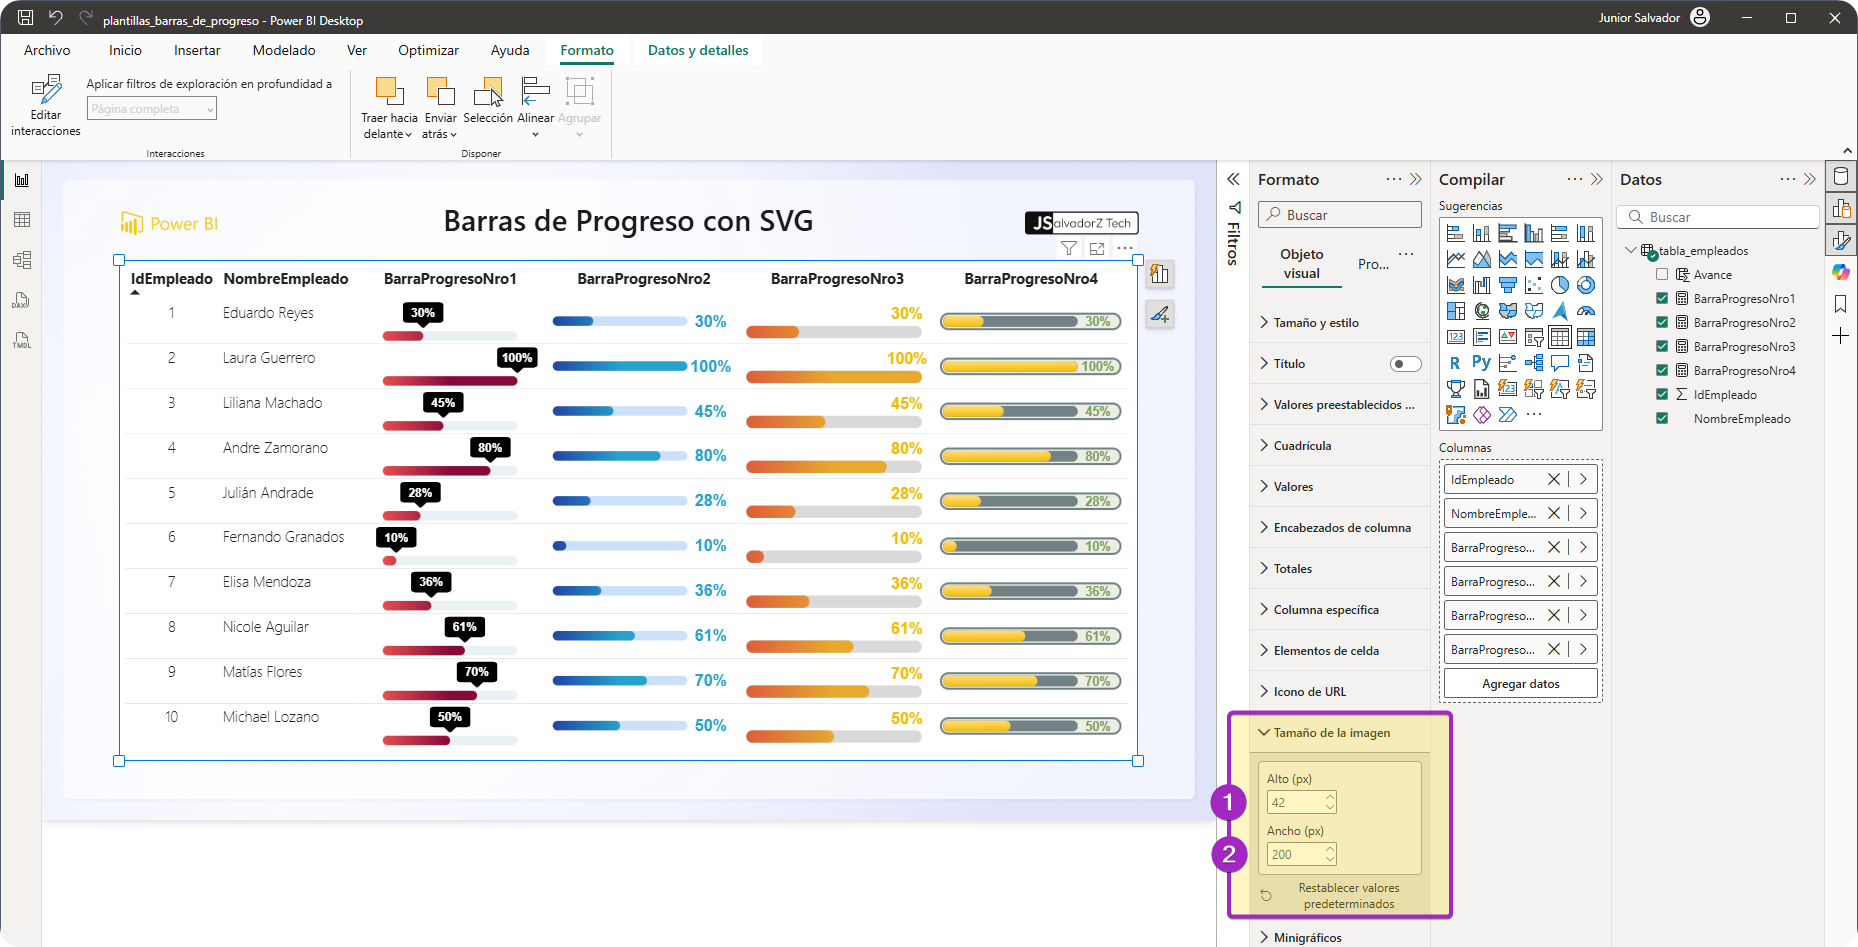 plantillas_barras_de_progreso - Power BI Desktop
Junior Salvador
Archivo Inicio Insertar Modelado Ver Optimizar Ayuda Formato Datos y detalles
Editar interacciones
Aplicar filtros de exploración en profundidad a
Página completa
Interacciones
Traer hacia delante
Enviar atrás
Selección
Alinear
Agrupar
Disponer
DAX
TMDL
Power BI
Barras de Progreso con SVG
JSalvadorZ Tech
IdEmpleado NombreEmpleado BarraProgresoNro1 BarraProgresoNro2 BarraProgresoNro3 BarraProgresoNro4
1 Eduardo Reyes 30% 30% 30% 30%
2 Laura Guerrero 100% 100% 100% 100%
3 Liliana Machado 45% 45% 45% 45%
4 Andre Zamorano 80% 80% 80% 80%
5 Julián Andrade 28% 28% 28% 28%
6 Fernando Granados 10% 10% 10% 10%
7 Elisa Mendoza 36% 36% 36% 36%
8 Nicole Aguilar 61% 61% 61% 61%
9 Matías Flores 70% 70% 70% 70%
10 Michael Lozano 50% 50% 50% 50%
Filtros
Formato
Buscar
Objeto visual
Pro...
Tamaño y estilo
Título
Valores preestablecidos ...
Cuadrícula
Valores
Encabezados de columna
Totales
Columna específica
Elementos de celda
Icono de URL
Tamaño de la imagen
Alto (px)
1
42
Ancho (px)
2
200
Restablecer valores
predeterminados
Minigráficos
Compilar
Sugerencias
123
R Py
123
Columnas
IdEmpleado
NombreEmple...
BarraProgreso...
BarraProgreso...
BarraProgreso...
BarraProgreso...
Agregar datos
Datos
Buscar
tabla_empleados
Avance
BarraProgresoNro1
BarraProgresoNro2
BarraProgresoNro3
BarraProgresoNro4
IdEmpleado
NombreEmpleado